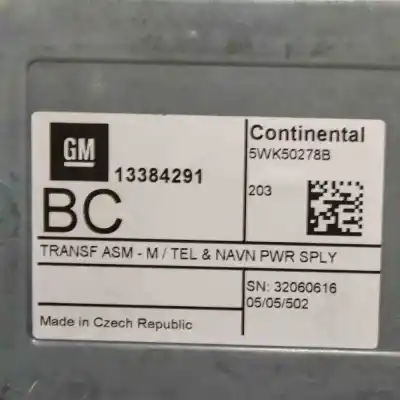 GM
13384291
BC
Continental
5WK50278B
203
TRANSF ASM - M / TEL & NAVN PWR SPLY
SN: 32060616
05/05/502
Made in Czech Republic